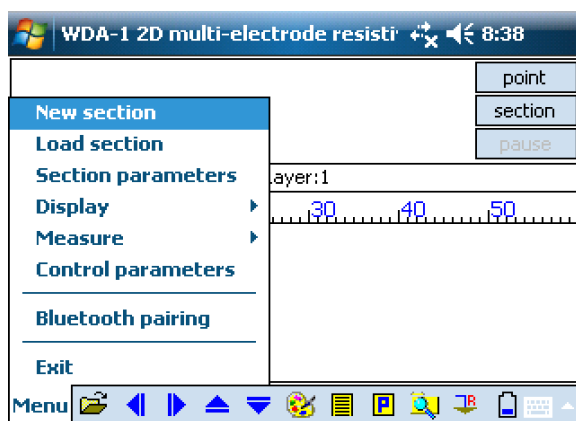 WDA-1 2D multi-electrode resisti 8:38
point
New section
section
Load section
pause
Section parameters
ayer:1
Display
30 40 50
Measure
Control parameters
Bluetooth pairing
Exit
Menu P R